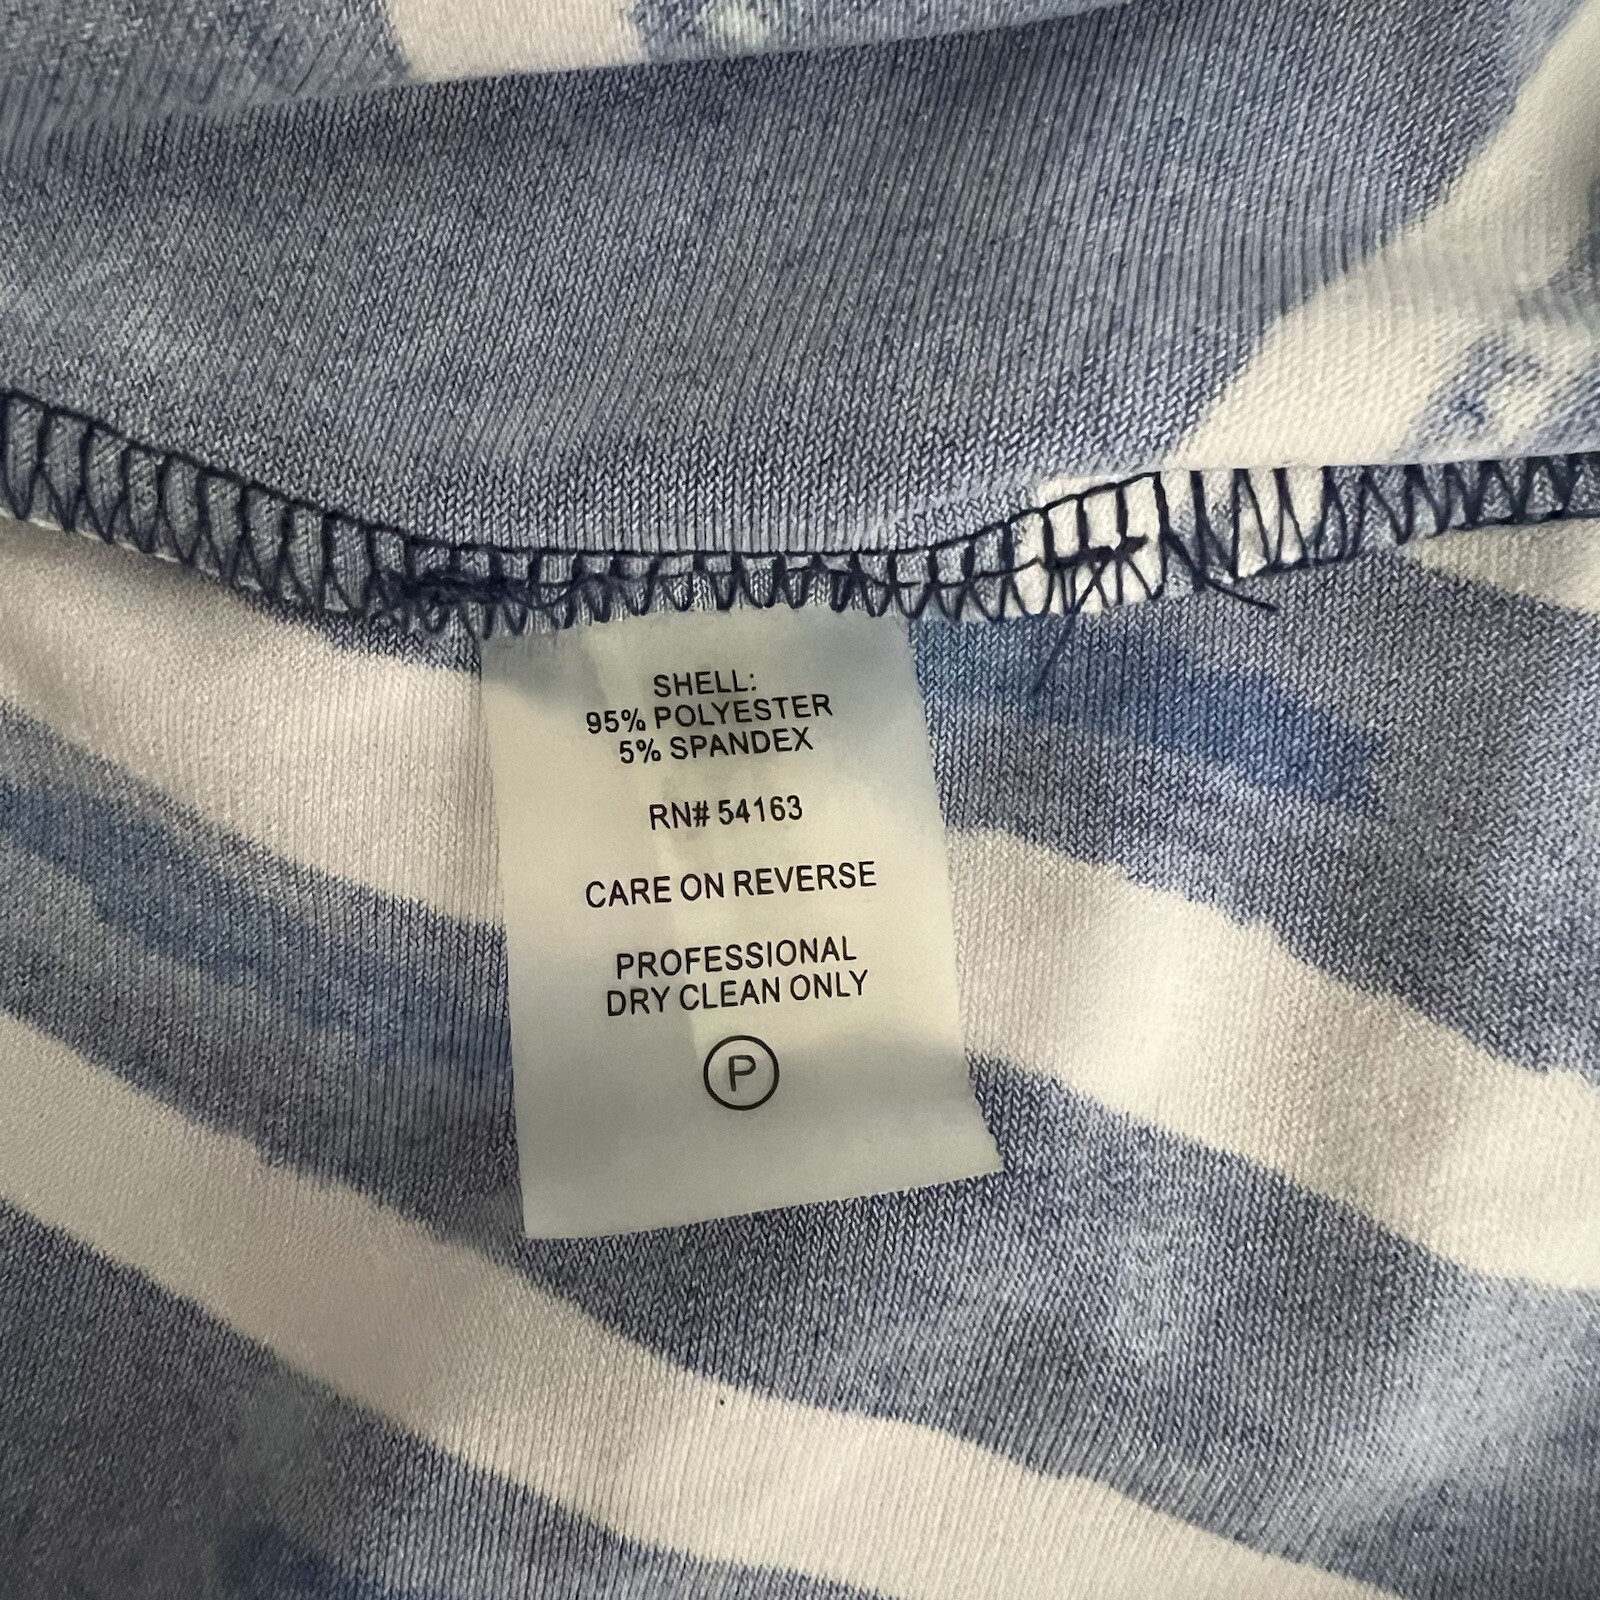 SHELL:
95% POLYESTER
5% SPANDEX
RN# 54163
CARE ON REVERSE
PROFESSIONAL
DRY CLEAN ONLY
P